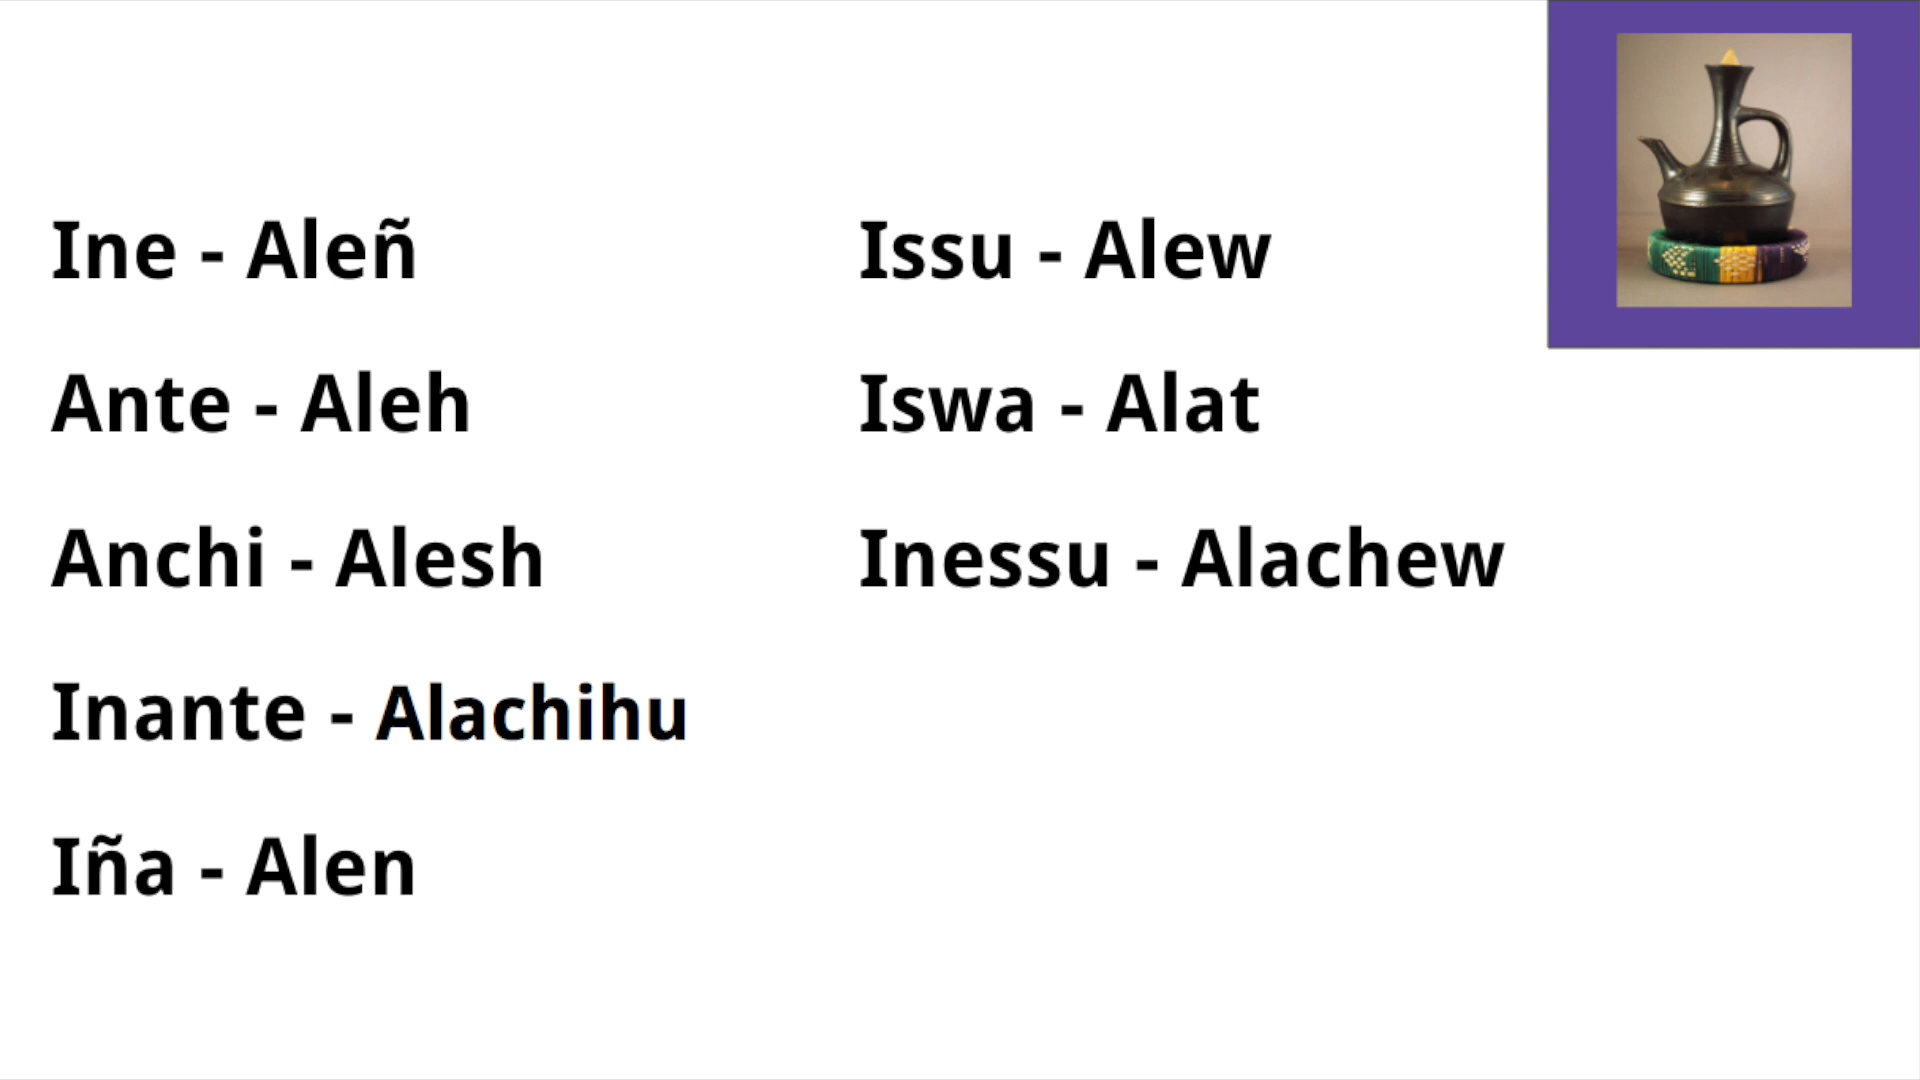 Ine - Aleñ
Ante - Aleh
Anchi - Alesh
Inante - Alachihu
Iña - Alen
Issu - Alew
Iswa - Alat
Inessu - Alachew